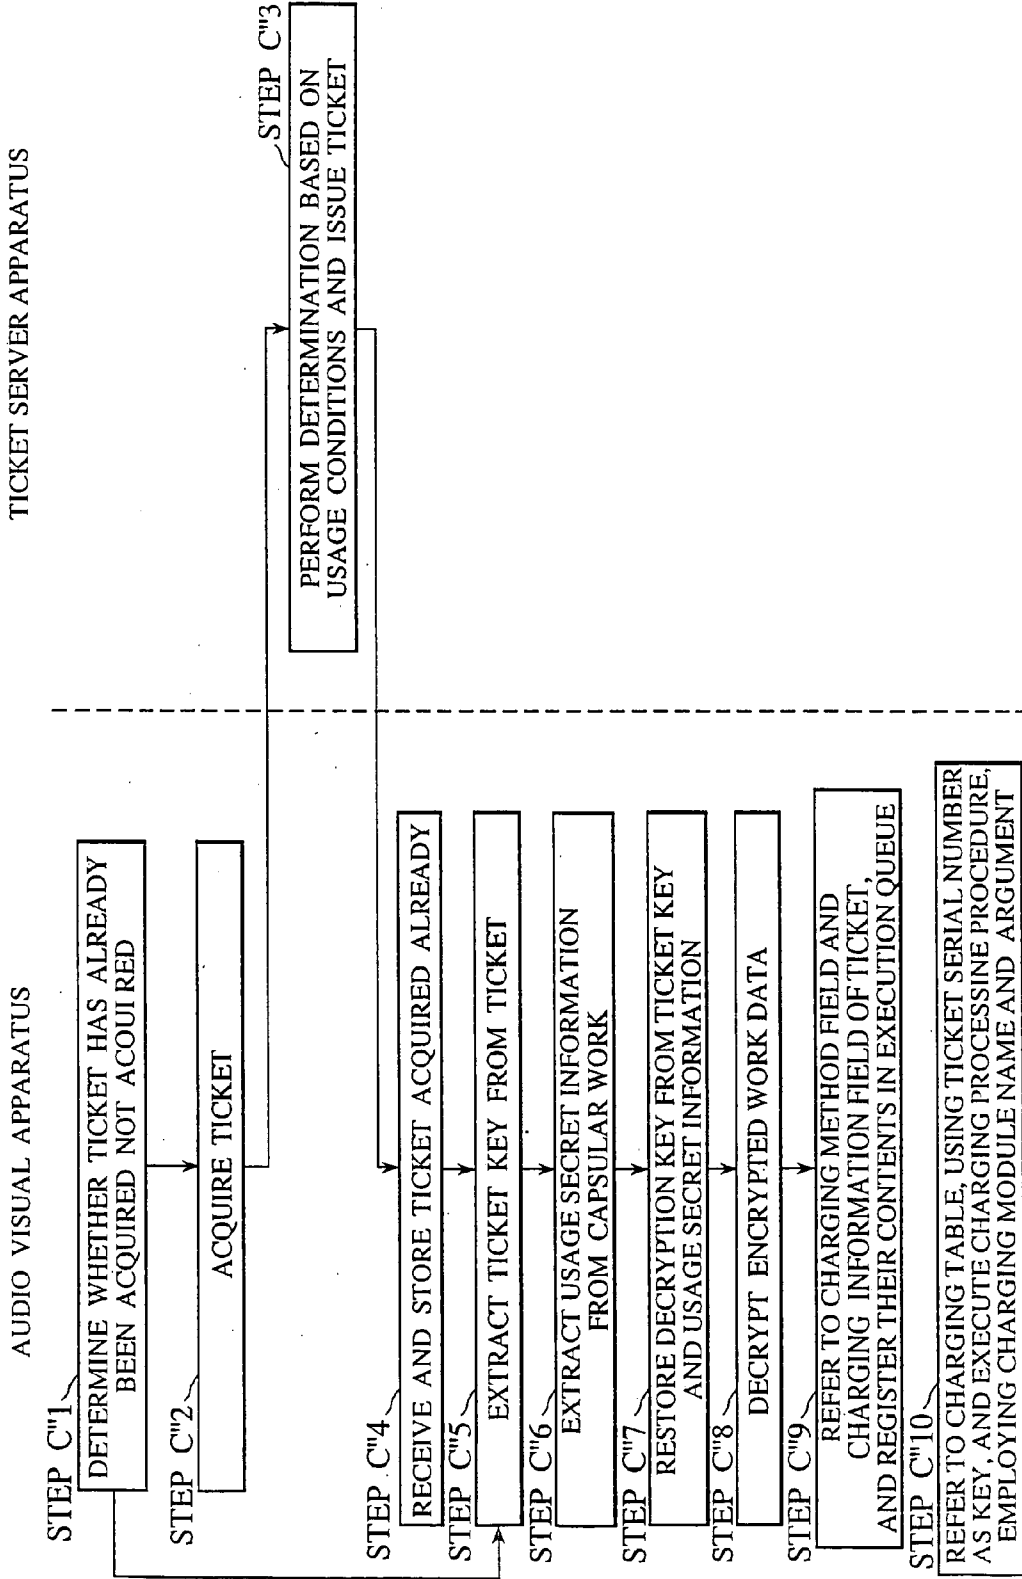 AUDIO VISUAL APPARATUS
TICKET SERVER APPARATUS
STEP C"1
DETERMINE WHETHER TICKET HAS ALREADY
BEEN ACQUIRED NOT ACOUIRED
STEP C"2
ACQUIRE TICKET
STEP C"3
PERFORM DETERMINATION BASED ON
USAGE CONDITIONS AND ISSUE TICKET
STEP C"4
RECEIVE AND STORE TICKET ACQUIRED ALREADY
STEP C"5
EXTRACT TICKET KEY FROM TICKET
STEP C"6
EXTRACT USAGE SECRET INFORMATION
FROM CAPSULAR WORK
STEP C"7
RESTORE DECRYPTION KEY FROM TICKET KEY
AND USAGE SECRET INFORMATION
STEP C"8
DECRYPT ENCRYPTED WORK DATA
STEP C"9
REFER TO CHARGING METHOD FIELD AND
CHARGING INFORMATION FIELD OF TICKET,
AND REGISTER THEIR CONTENTS IN EXECUTION QUEUE
STEP C"10
REFER TO CHARGING TABLE, USING TICKET SERIAL NUMBER
AS KEY, AND EXECUTE CHARGING PROCESSINE PROCEDURE,
EMPLOYING CHARGING MODULE NAME AND ARGUMENT